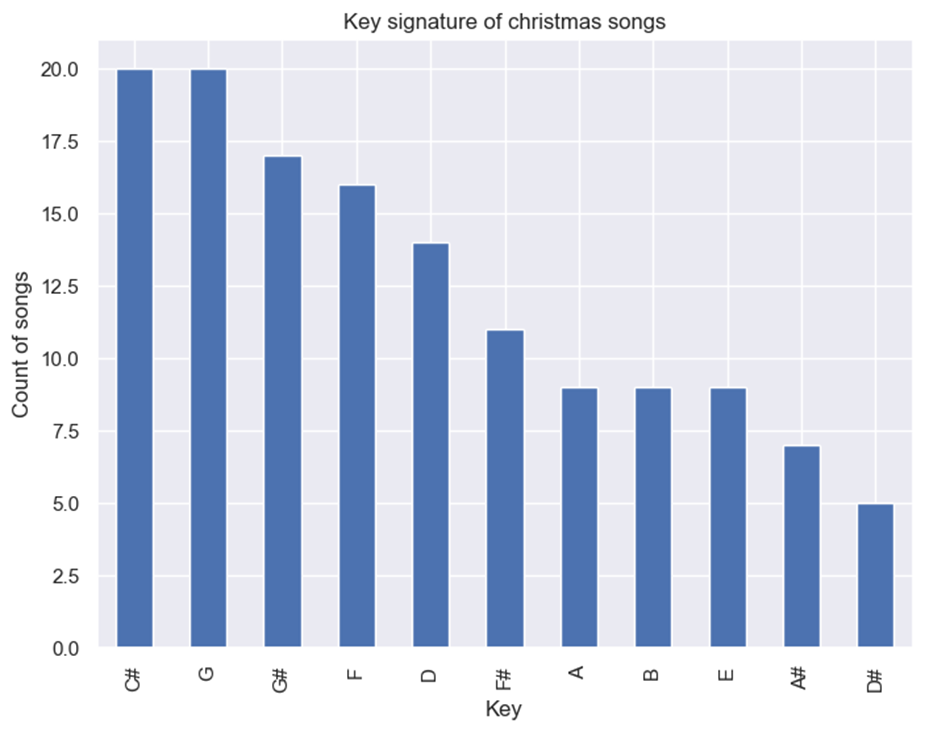 Key signature of christmas songs
20.0
17.5
15.0
12.5
10.0
7.5
5.0
2.5
0.0
Count of songs
C# G G# F D F# A B E A# D#
Key